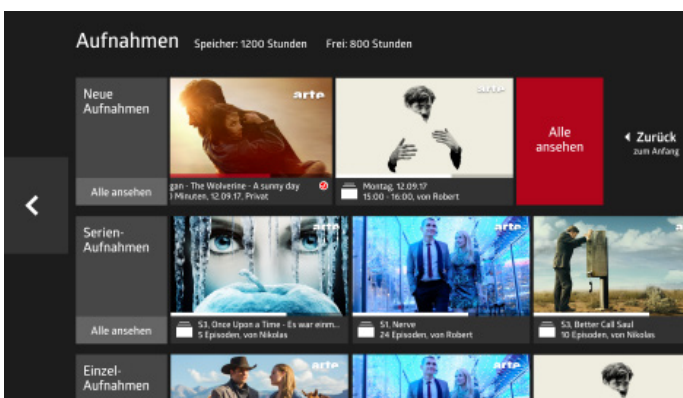 Aufnahmen Speicher: 1200 Stunden Frei: 800 Stunden
Neue
Aufnahmen
Alle ansehen
arte
gan - The Wolverine - A sunny day
) Minuten, 12.09.17, Privat
arte
Montag, 12.09.17
15:00 - 16:00, von Robert
Alle
ansehen
Zurück
zum Anfang
Serien-
Aufnahmen
Alle ansehen
arte
S3, Once Upon a Time - Es war einm...
5 Episoden, von Nikolas
arte
S1, Nerve
24 Episoden, von Robert
arte
S3, Better Call Saul
10 Episoden, von Nikolas
Einzel-
Aufnahmen
arte
arte